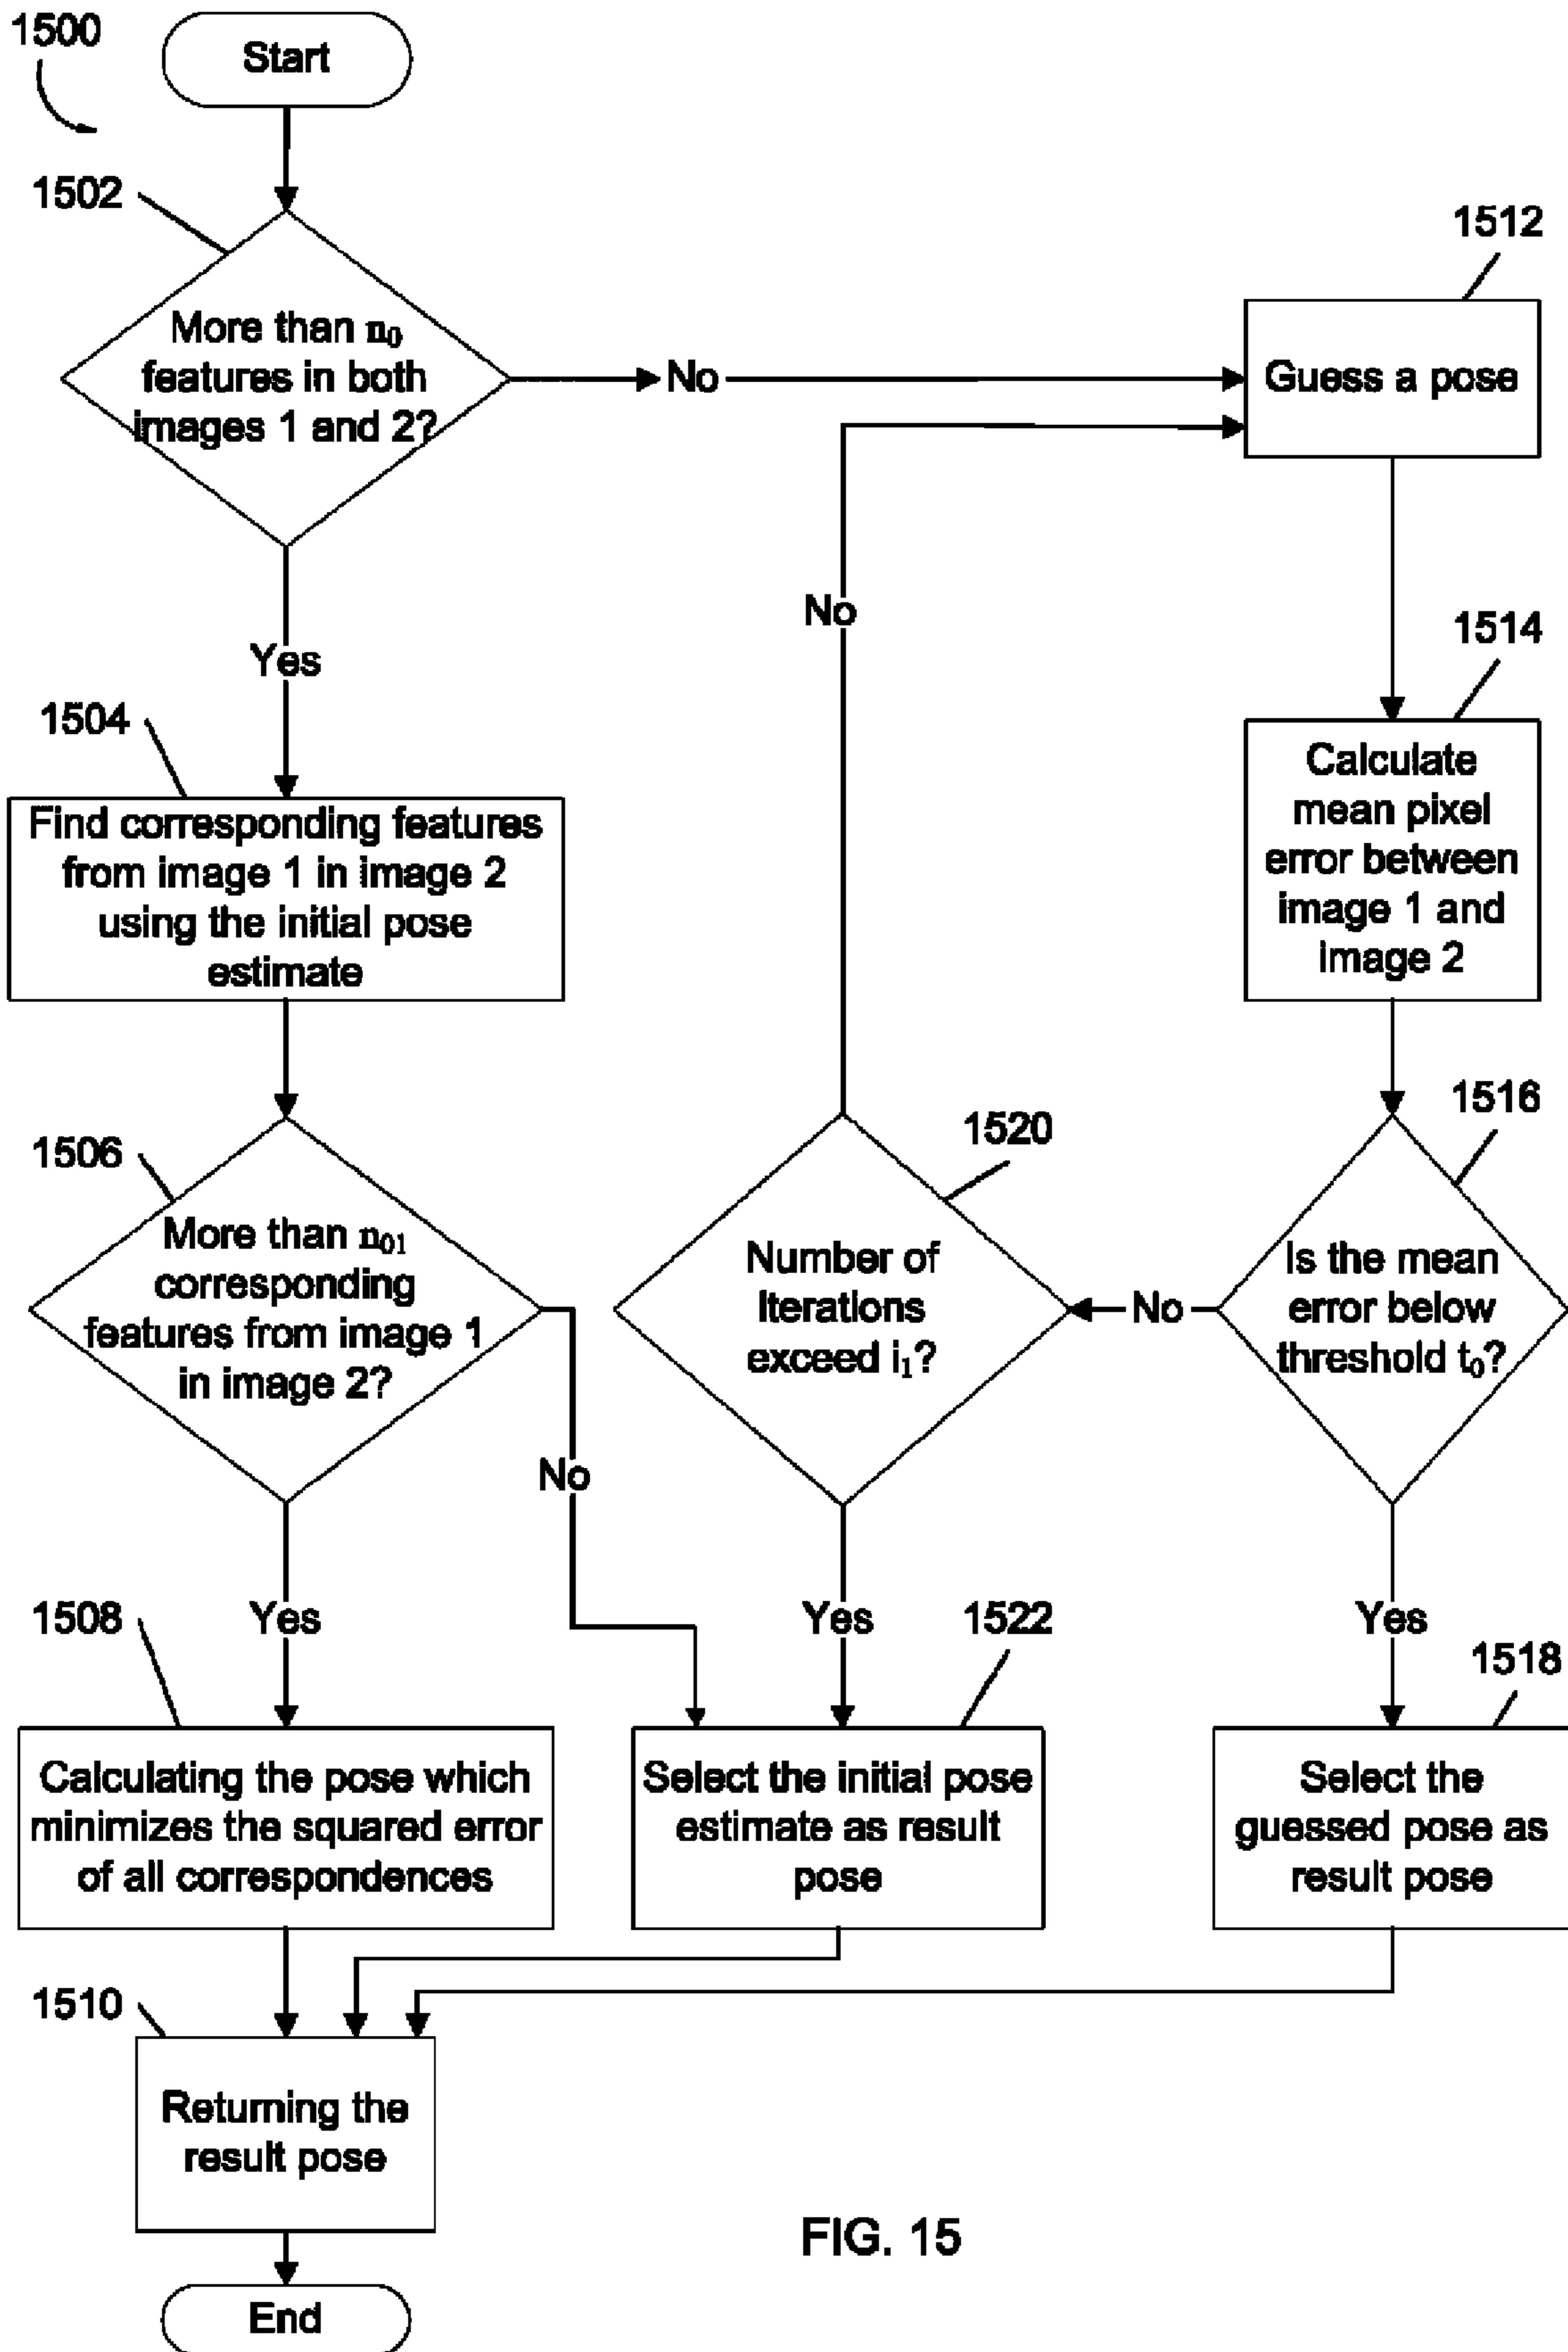 1500
Start
1502
More than n₀
features in both
images 1 and 2?
No
1512
Guess a pose
Yes
No
1514
Calculate
mean pixel
error between
image 1 and
image 2
1504
Find corresponding features
from image 1 in image 2
using the initial pose
estimate
1506
More than n₀₁
corresponding
features from image 1
in image 2?
No
1520
Number of
Iterations
exceed i₁?
No
1516
Is the mean
error below
threshold t₀?
1508
Yes
Yes
1522
Yes
1518
Calculating the pose which
minimizes the squared error
of all correspondences
Select the initial pose
estimate as result
pose
Select the
guessed pose as
result pose
1510
Returning the
result pose
End
FIG. 15